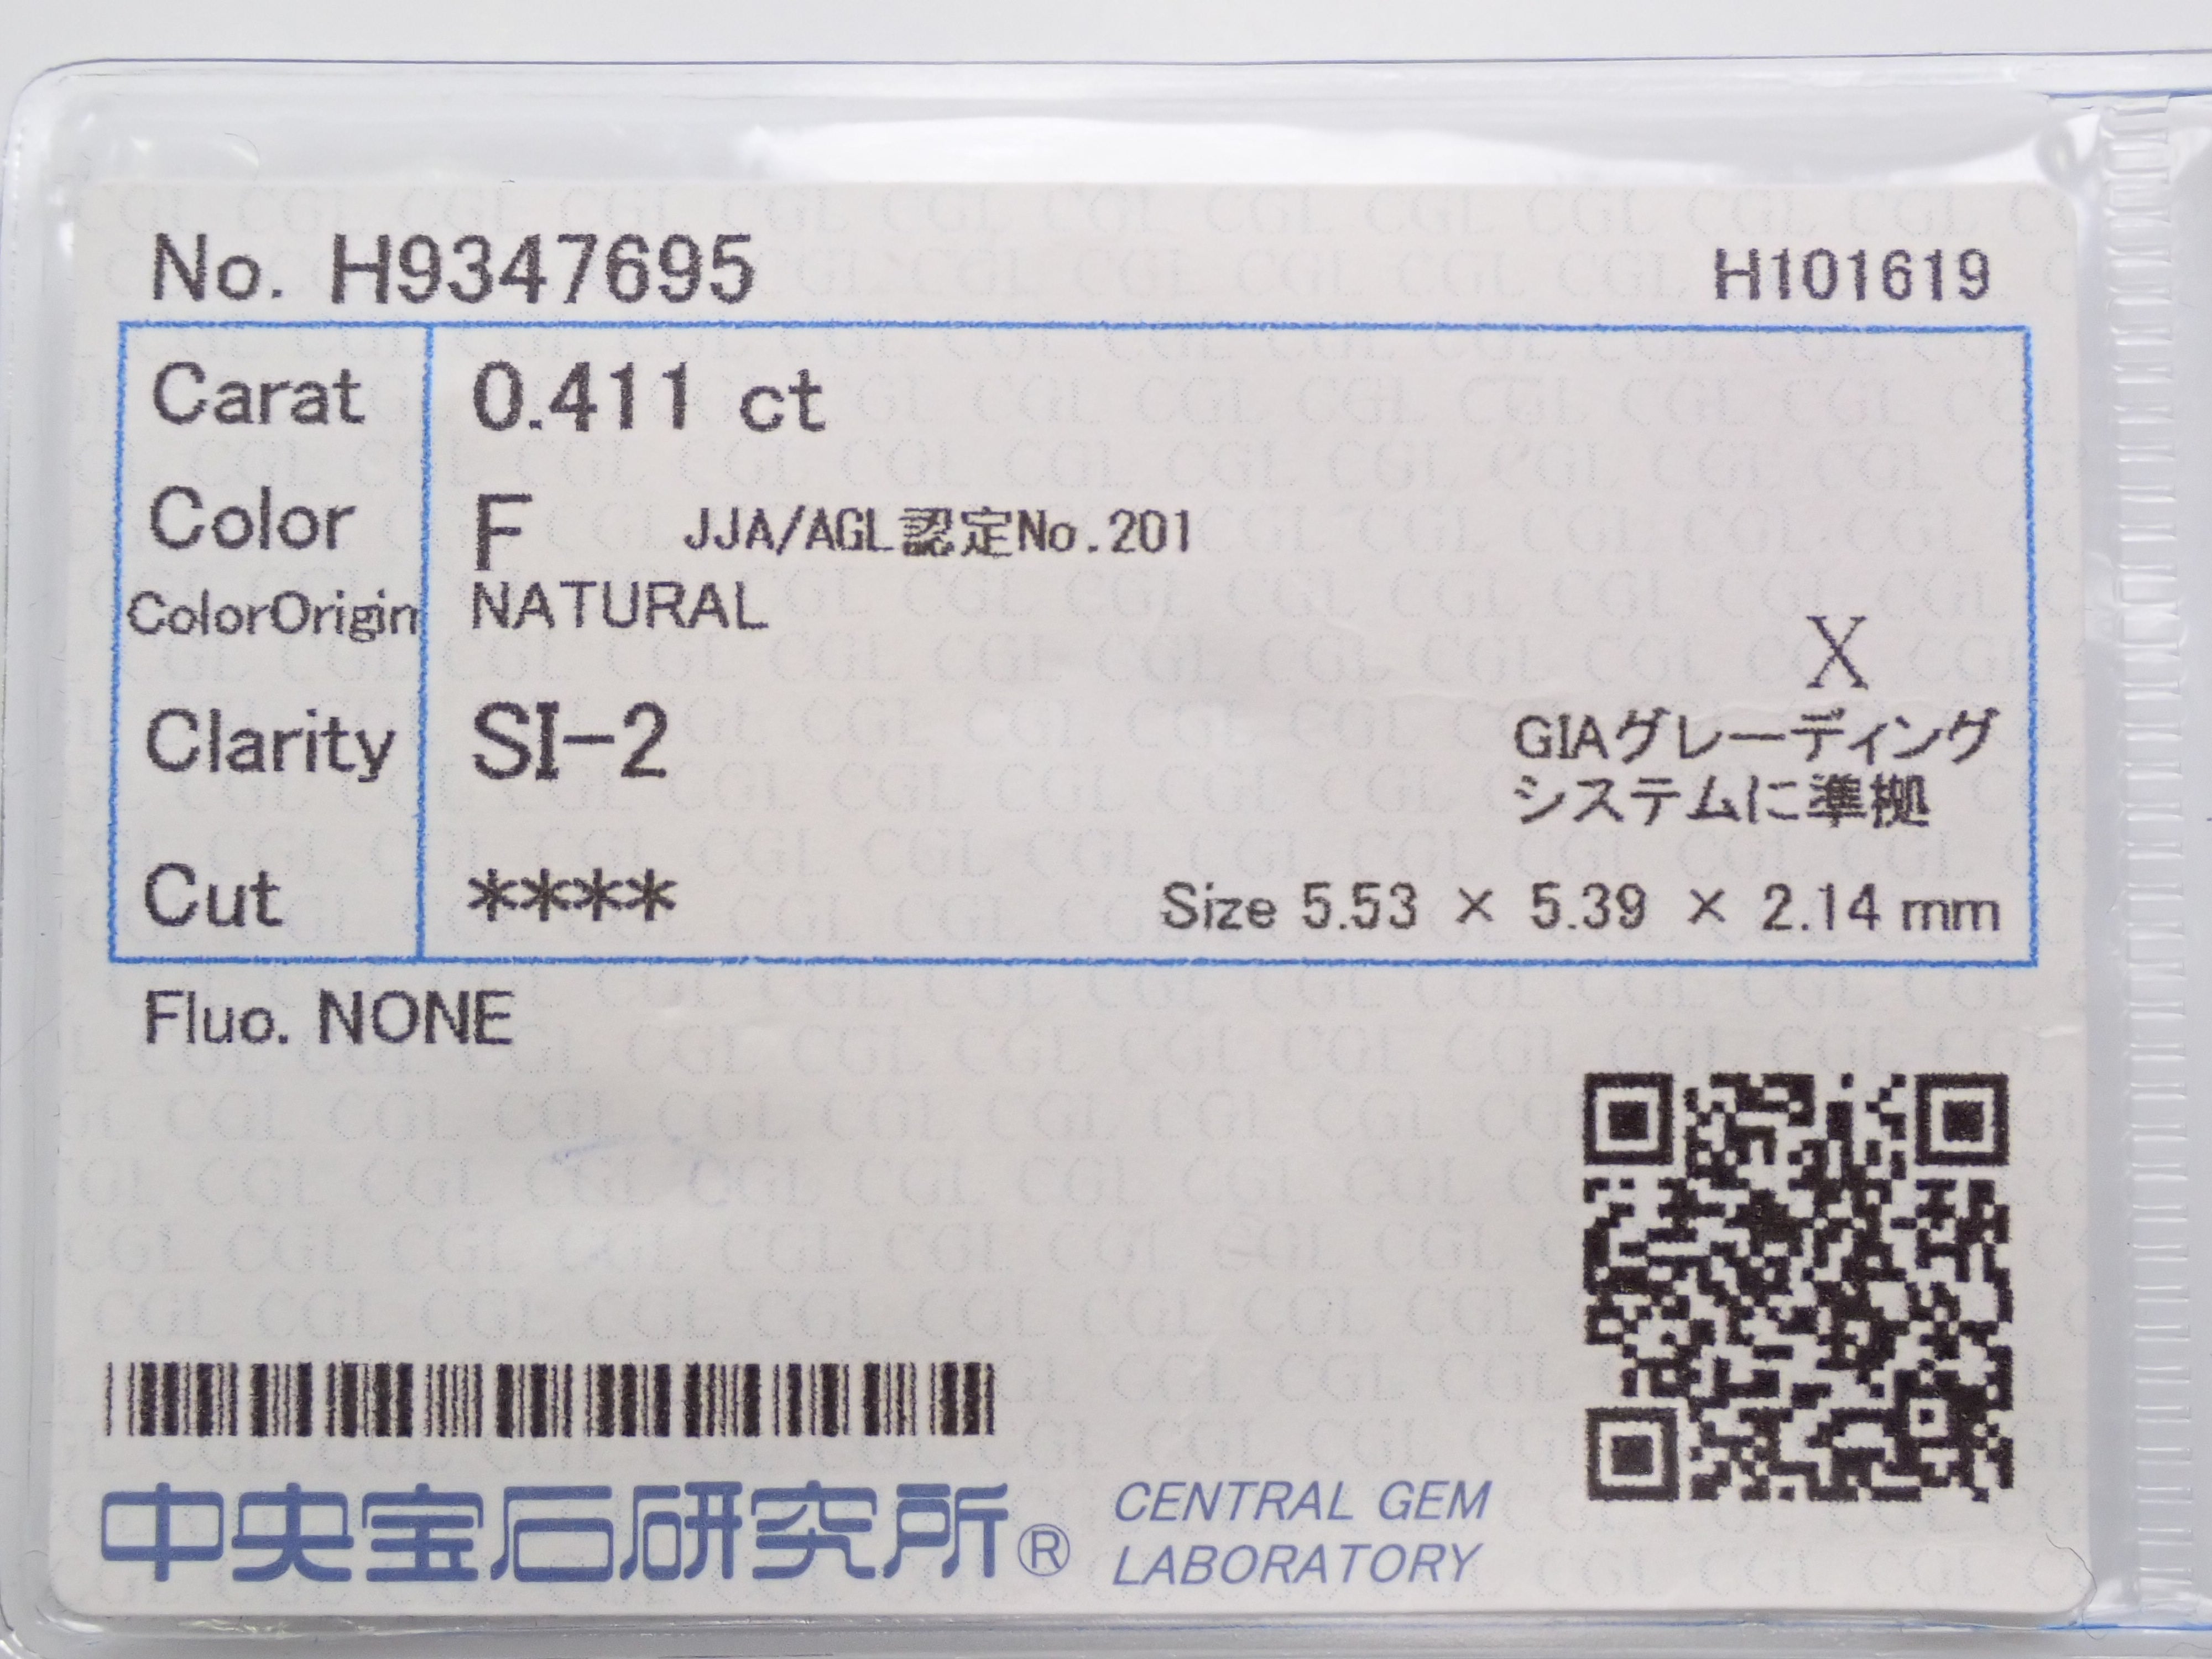 No. H9347695 H101619
Carat 0.411 ct
Color F JJA/AGL認定No.201
ColorOrigin NATURAL
X
Clarity SI-2 GIAグレーディング
システムに準拠
Cut **** Size 5.53 × 5.39 × 2.14 mm
Fluo. NONE
中央宝石研究所® CENTRAL GEM
LABORATORY